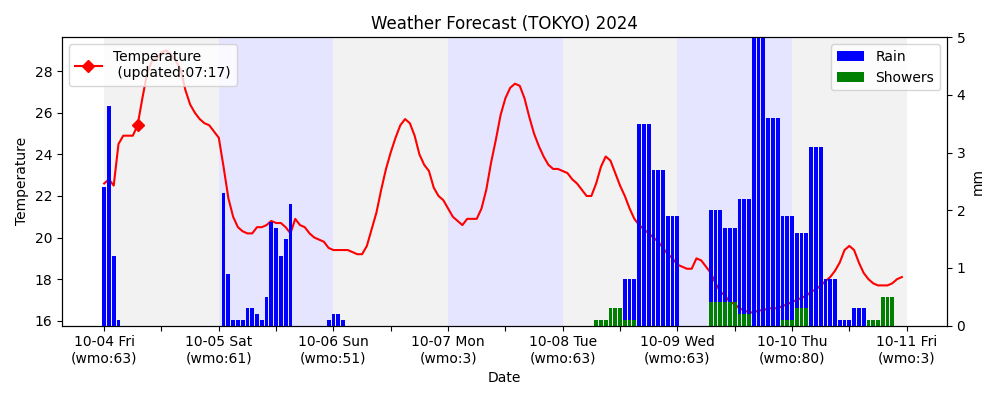 Weather Forecast (TOKYO) 2024
Temperature
(updated:07:17)
Rain
Showers
Temperature
28
26
24
22
20
18
16
mm
5
4
3
2
1
0
10-04 Fri
(wmo:63)
10-05 Sat
(wmo:61)
10-06 Sun
(wmo:51)
10-07 Mon
(wmo:3)
10-08 Tue
(wmo:63)
10-09 Wed
(wmo:63)
10-10 Thu
(wmo:80)
10-11 Fri
(wmo:3)
Date